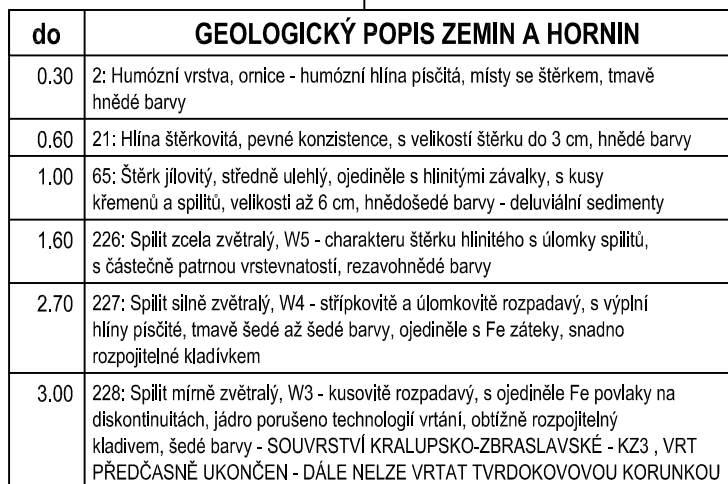 do GEOLOGICKÝ POPIS ZEMIN A HORNIN
0.30 2: Humózní vrstva, ornice - humózní hlína písčitá, místy se štěrkem, tmavě
hnědé barvy
0.60 21: Hlína štěrkovitá, pevné konzistence, s velikostí štěrku do 3 cm, hnědé barvy
1.00 65: Štěrk jílovitý, středně ulehlý, ojediněle s hlinitými závalky, s kusy
křemenů a spilitů, velikosti až 6 cm, hnědošedé barvy - deluviální sedimenty
1.60 226: Spilit zcela zvětralý, W5 - charakteru štěrku hlinitého s úlomky spilitů,
s částečně patrnou vrstevnatostí, rezavohnědé barvy
2.70 227: Spilit silně zvětralý, W4 - střípkovitě a úlomkovitě rozpadavý, s výplní
hlíny písčité, tmavě šedé až šedé barvy, ojediněle s Fe záteky, snadno
rozpojitelné kladívkem
3.00 228: Spilit mírně zvětralý, W3 - kusovitě rozpadavý, s ojediněle Fe povlaky na
diskontinuitách, jádro porušeno technologií vrtání, obtížně rozpojitelný
kladivem, šedé barvy - SOUVRSTVÍ KRALUPSKO-ZBRASLAVSKÉ - KZ3 , VRT
PŘEDČASNĚ UKONČEN - DÁLE NELZE VRTAT TVRDOKOVOVOU KORUNKOU